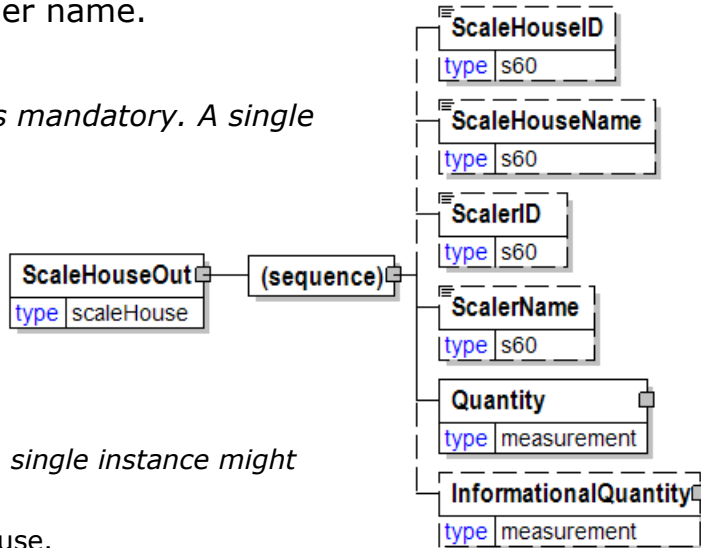 er name.
s mandatory. A single
single instance might
use.
ScaleHouseOut
type scaleHouse
(sequence)
ScaleHouseID
type s60
ScaleHouseName
type s60
ScalerID
type s60
ScalerName
type s60
Quantity
type measurement
InformationalQuantity
type measurement